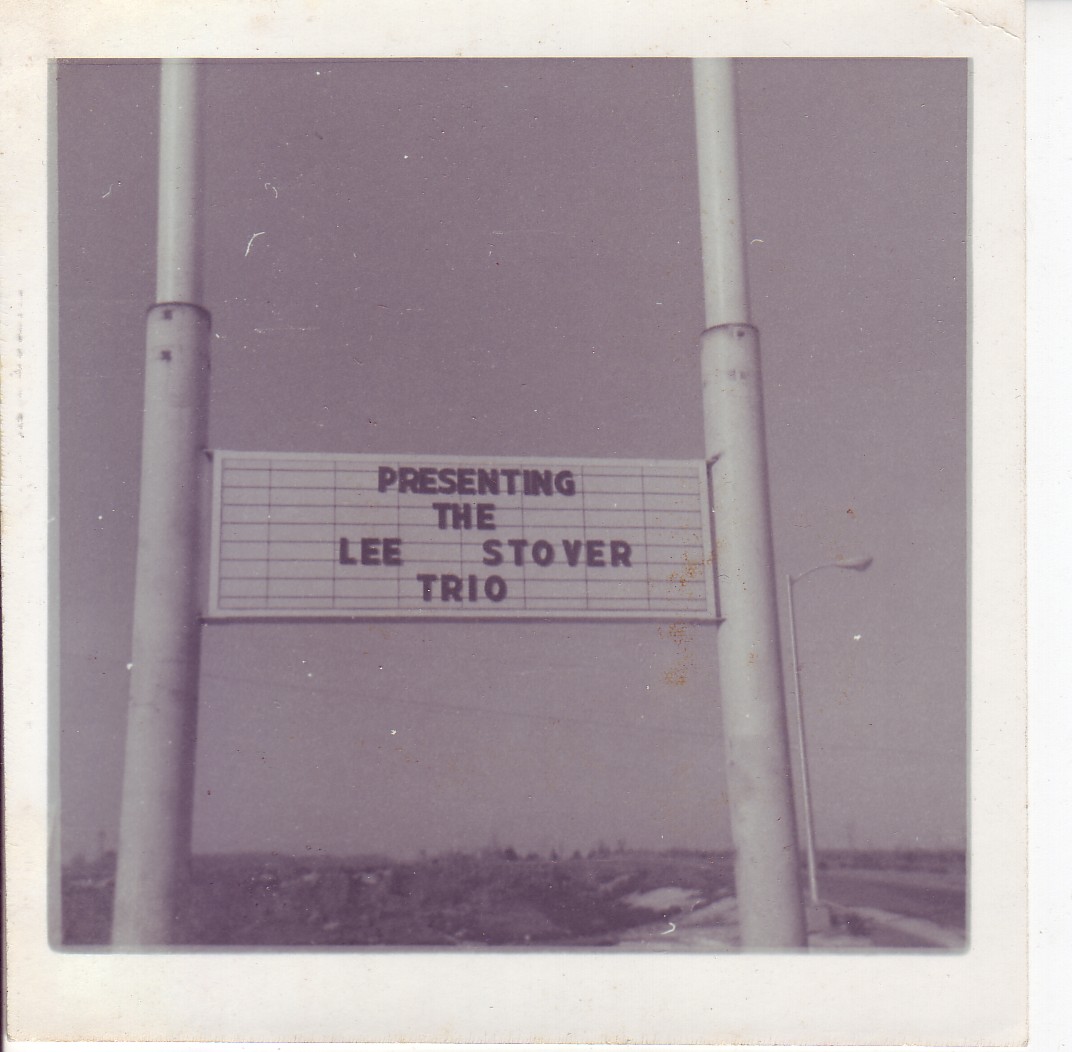 PRESENTING
THE
LEE STOVER
TRIO